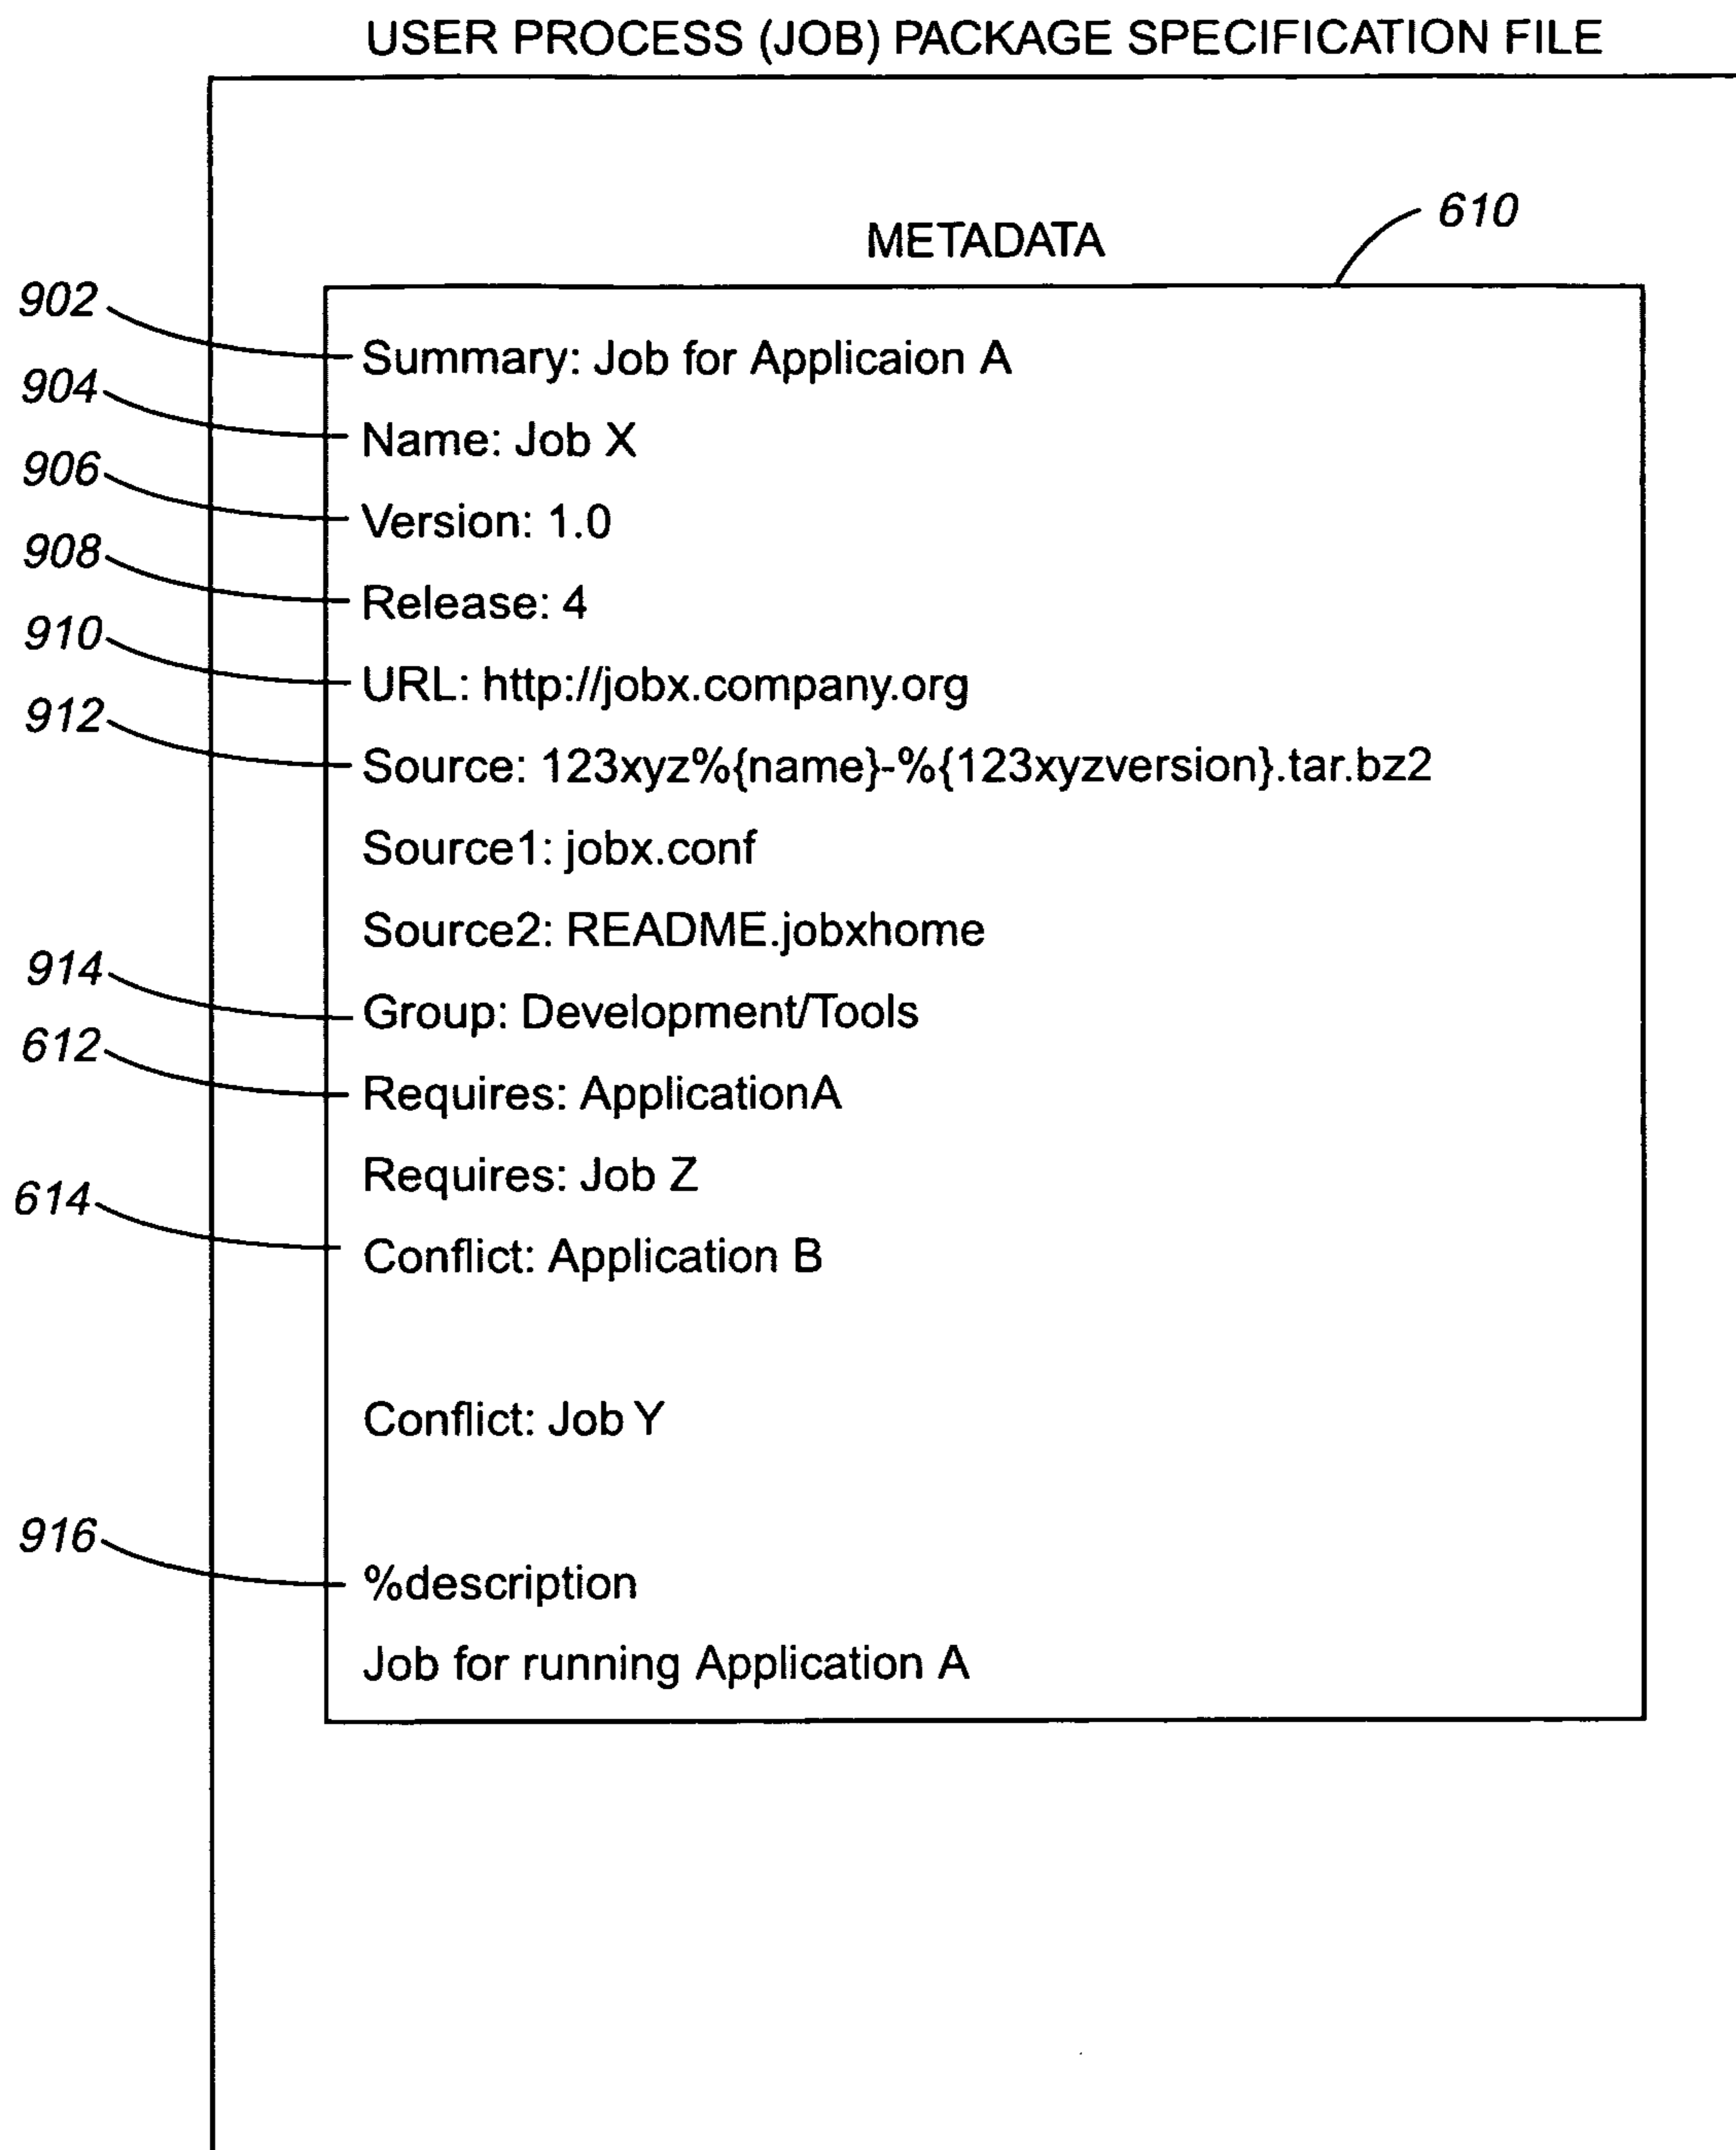 USER PROCESS (JOB) PACKAGE SPECIFICATION FILE
METADATA
610
902
Summary: Job for Applicaion A
904
Name: Job X
906
Version: 1.0
908
Release: 4
910
URL: http://jobx.company.org
912
Source: 123xyz%{name}-%{123xyzversion}.tar.bz2
Source1: jobx.conf
Source2: README.jobxhome
914
Group: Development/Tools
612
Requires: ApplicationA
Requires: Job Z
614
Conflict: Application B
Conflict: Job Y
916
%description
Job for running Application A